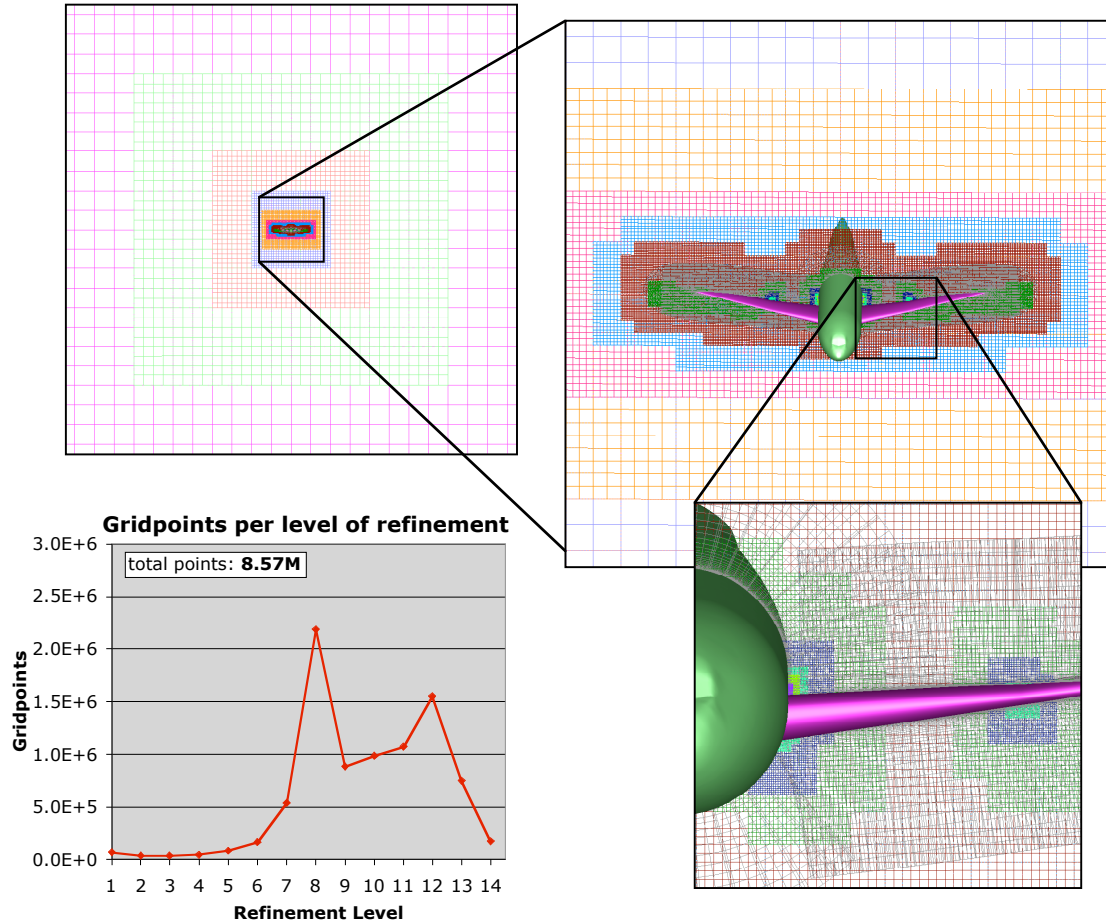 Gridpoints per level of refinement
total points: 8.57M
3.0E+6
2.5E+6
2.0E+6
1.5E+6
1.0E+6
5.0E+5
0.0E+0
Gridpoints
1 2 3 4 5 6 7 8 9 10 11 12 13 14
Refinement Level